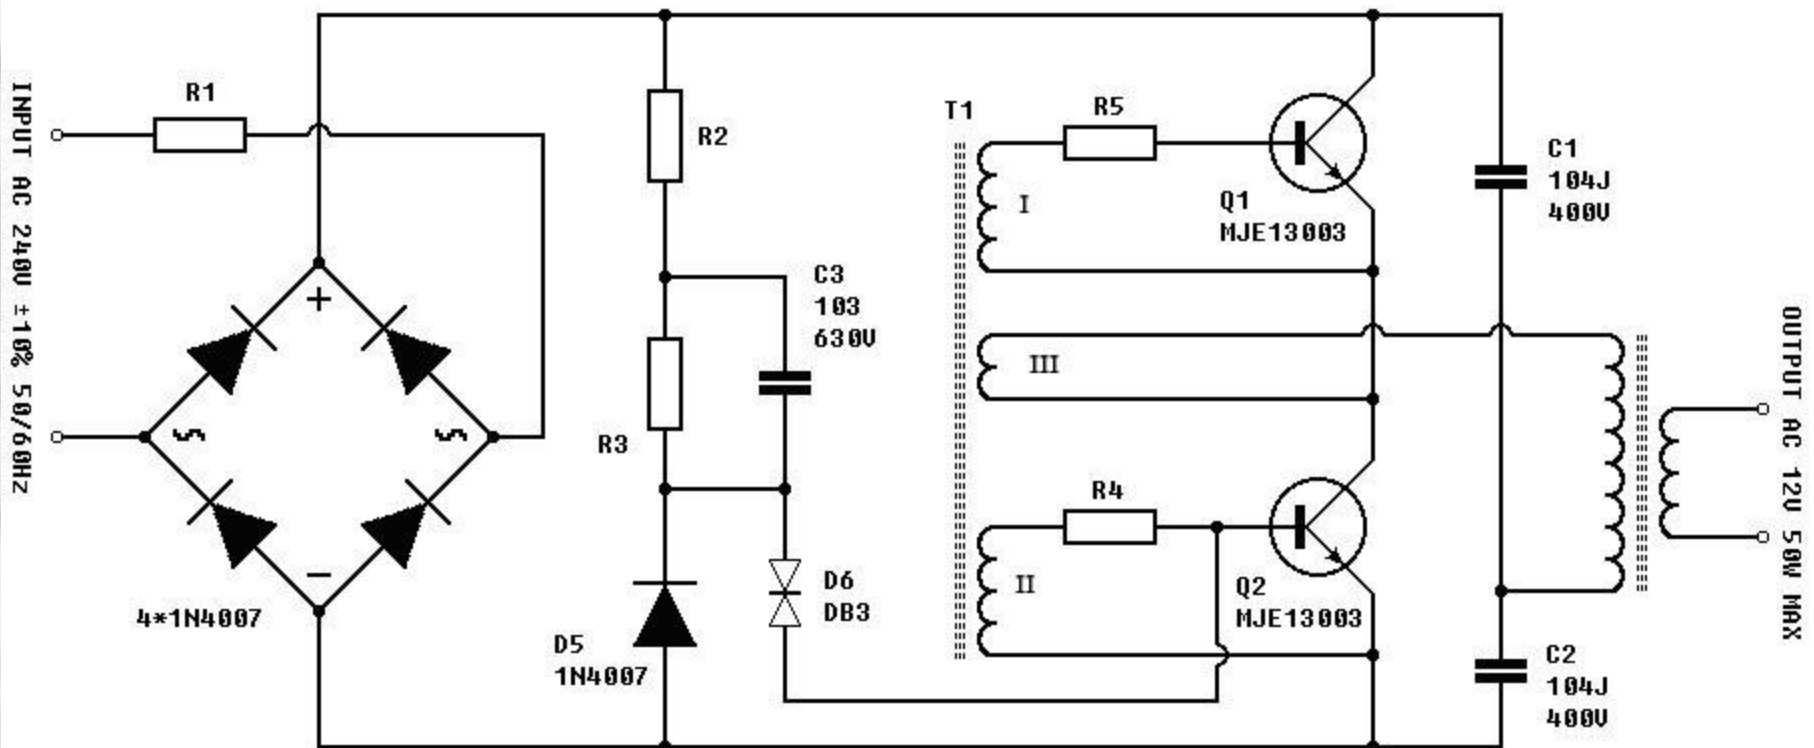 INPUT AC 240V ±10% 50/60Hz
R1
+
−
4*1N4007
R2
R3
C3
103
630V
D5
1N4007
D6
DB3
T1
I
III
II
R5
R4
Q1
MJE13003
Q2
MJE13003
C1
104J
400V
C2
104J
400V
OUTPUT AC 12V 50W MAX